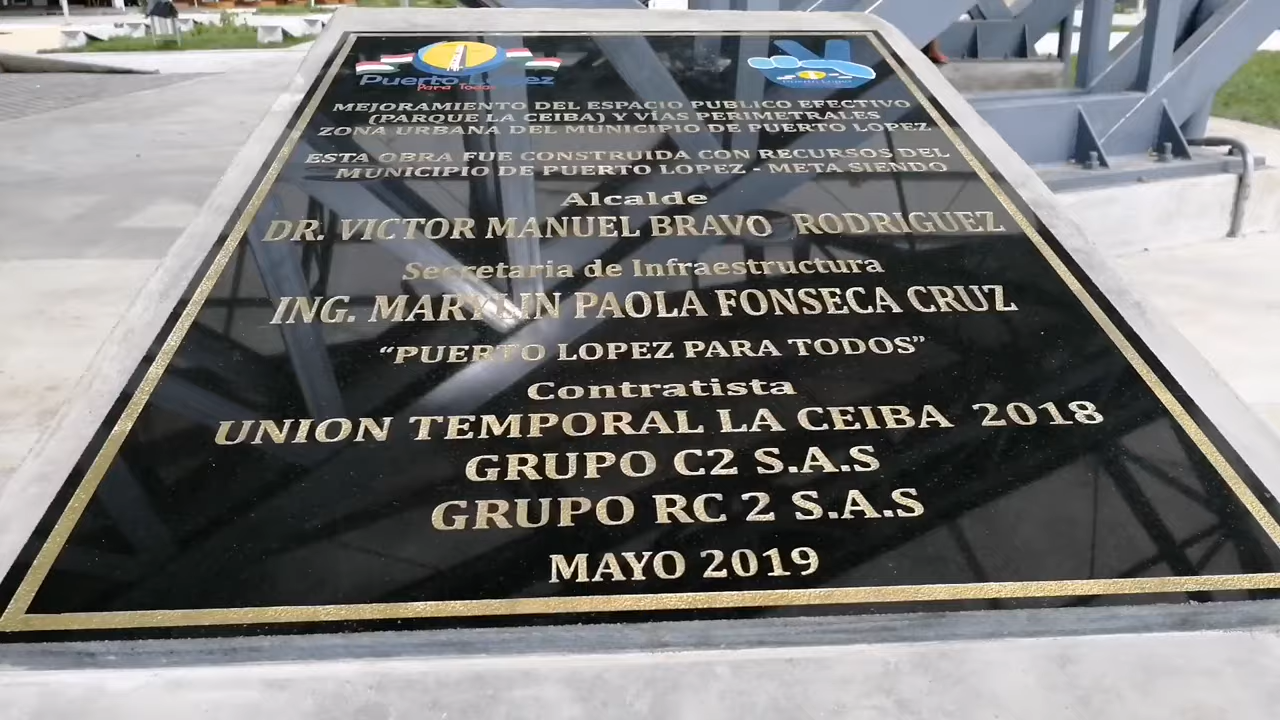 Puerto López
Para Todos
MEJORAMIENTO DEL ESPACIO PUBLICO EFECTIVO
(PARQUE LA CEIBA) Y VÍAS PERIMETRALES
ZONA URBANA DEL MUNICIPIO DE PUERTO LOPEZ
ESTA OBRA FUE CONSTRUIDA CON RECURSOS DEL
MUNICIPIO DE PUERTO LOPEZ - META SIENDO
Alcalde
DR. VICTOR MANUEL BRAVO RODRIGUEZ
Secretaria de Infraestructura
ING. MARYLIN PAOLA FONSECA CRUZ
“PUERTO LOPEZ PARA TODOS”
Contratista
UNION TEMPORAL LA CEIBA 2018
GRUPO C2 S.A.S
GRUPO RC 2 S.A.S
MAYO 2019